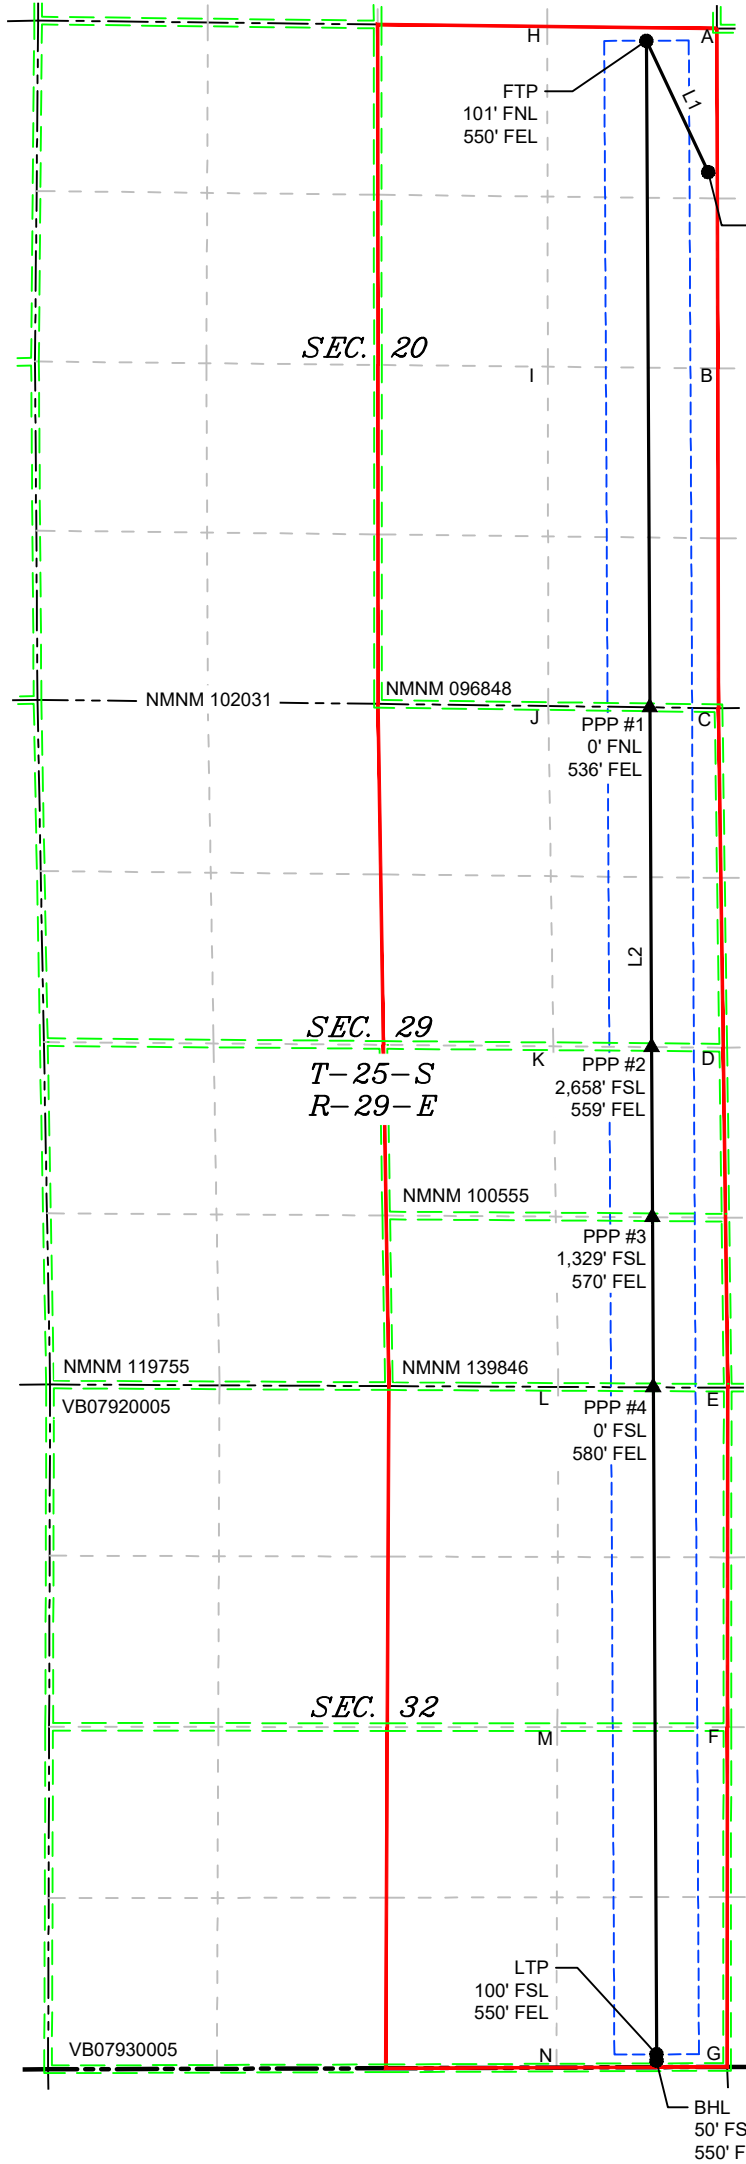 H
A
FTP
101' FNL
550' FEL
L1
SEC. 20
I
B
NMNM 102031
NMNM 096848
J
C
PPP #1
0' FNL
536' FEL
L2
SEC. 29
T-25-S
R-29-E
K
D
PPP #2
2,658' FSL
559' FEL
NMNM 100555
PPP #3
1,329' FSL
570' FEL
NMNM 119755
NMNM 139846
VB07920005
L
E
PPP #4
0' FSL
580' FEL
SEC. 32
M
F
LTP
100' FSL
550' FEL
VB07930005
N
G
BHL
50' FS
550' F